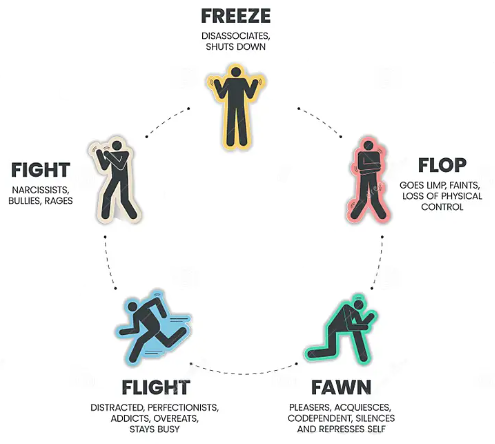 FREEZE
DISASSOCIATES,
SHUTS DOWN
FIGHT
NARCISSISTS,
BULLIES, RAGES
FLOP
GOES LIMP, FAINTS,
LOSS OF PHYSICAL
CONTROL
FLIGHT
DISTRACTED, PERFECTIONISTS,
ADDICTS, OVEREATS,
STAYS BUSY
FAWN
PLEASERS, ACQUIESCES,
CODEPENDENT, SILENCES
AND REPRESSES SELF